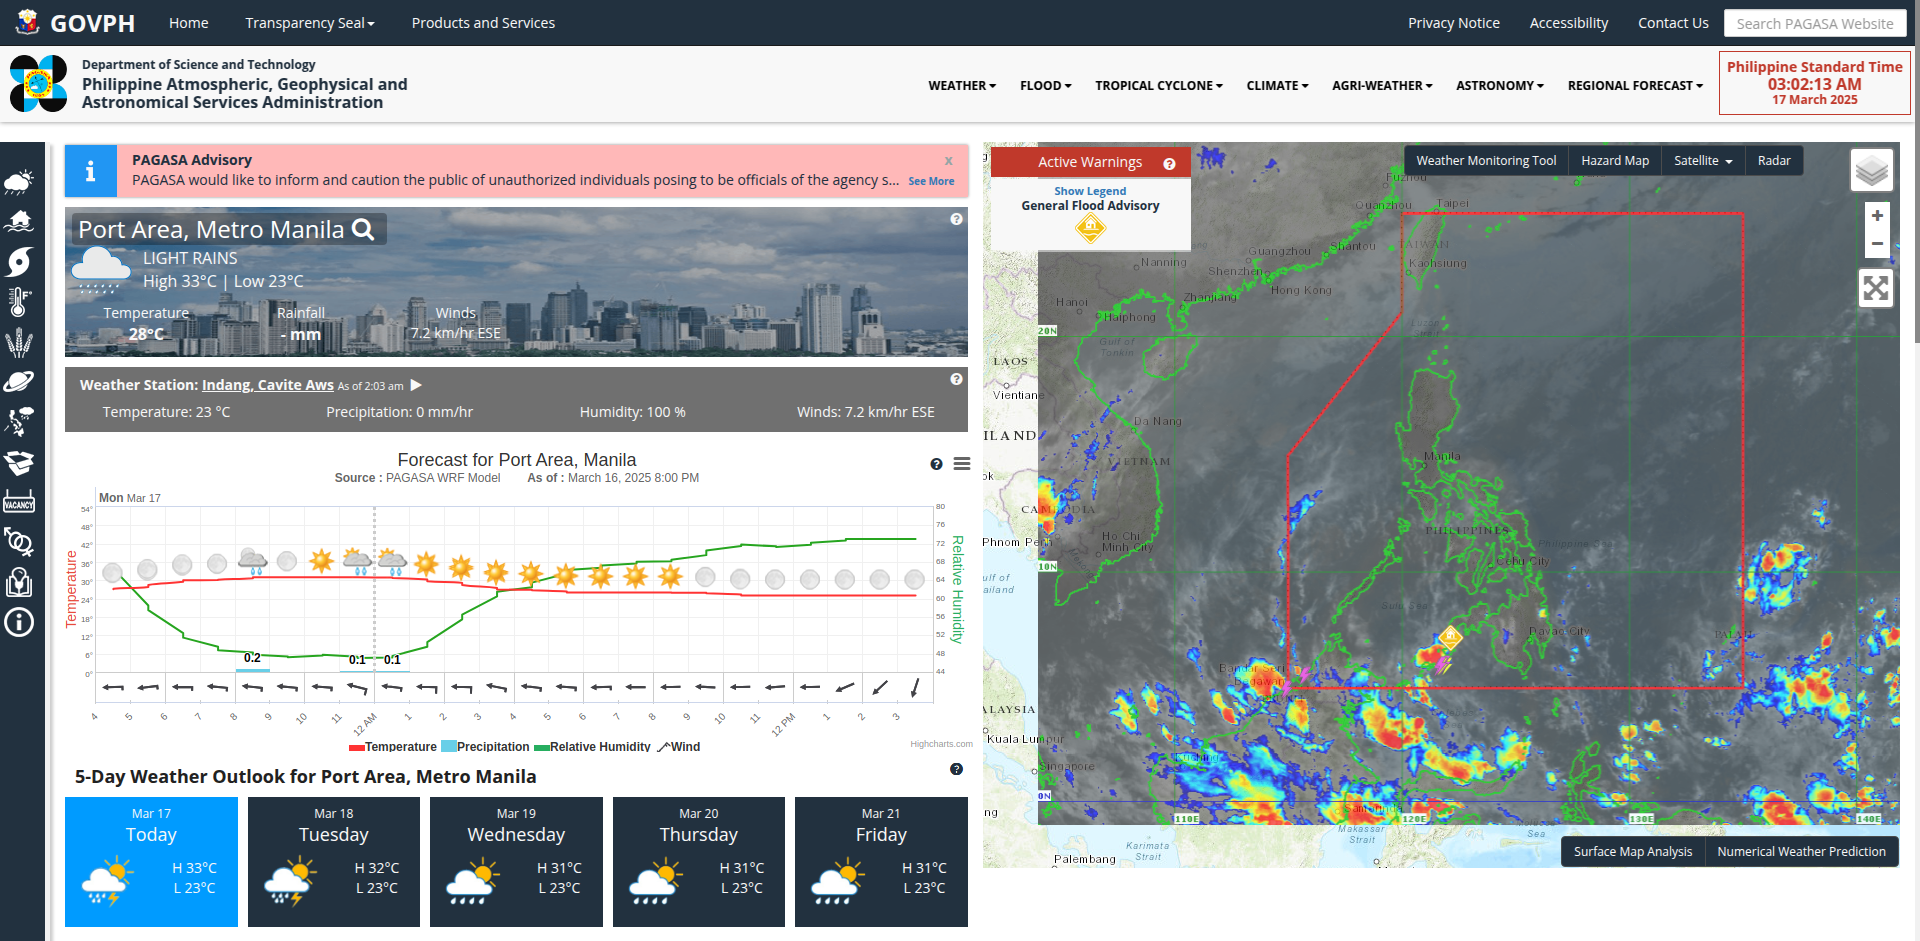 GOVPH
Home
Transparency Seal
Products and Services
Privacy Notice
Accessibility
Contact Us
Search PAGASA Website
Department of Science and Technology
Philippine Atmospheric, Geophysical and
Astronomical Services Administration
WEATHER
FLOOD
TROPICAL CYCLONE
CLIMATE
AGRI-WEATHER
ASTRONOMY
REGIONAL FORECAST
Philippine Standard Time
03:02:13 AM
17 March 2025
PAGASA Advisory
x
PAGASA would like to inform and caution the public of unauthorized individuals posing to be officials of the agency s... See More
Port Area, Metro Manila
LIGHT RAINS
High 33°C | Low 23°C
Temperature
28°C
Rainfall
- mm
Winds
7.2 km/hr ESE
Weather Station: Indang, Cavite Aws As of 2:03 am
Temperature: 23 °C
Precipitation: 0 mm/hr
Humidity: 100 %
Winds: 7.2 km/hr ESE
VACANCY
Forecast for Port Area, Manila
Source : PAGASA WRF Model As of : March 16, 2025 8:00 PM
Mon Mar 17
Temperature
54°
48°
42°
36°
30°
24°
18°
12°
6°
0°
80
76
72
68
64
60
56
52
48
44
Relative Humidity
0.2
0.1
0.1
4
5
6
7
8
9
10
11
12 AM
1
2
3
4
5
6
7
8
9
10
11
12 PM
1
2
3
Temperature
Precipitation
Relative Humidity
Wind
Highcharts.com
5-Day Weather Outlook for Port Area, Metro Manila
Mar 17
Today
H 33°C
L 23°C
Mar 18
Tuesday
H 32°C
L 23°C
Mar 19
Wednesday
H 31°C
L 23°C
Mar 20
Thursday
H 31°C
L 23°C
Mar 21
Friday
H 31°C
L 23°C
Active Warnings
Show Legend
General Flood Advisory
Weather Monitoring Tool
Hazard Map
Satellite
Radar
+
−
Fuzhou
Quanzhou
Taipei
TAIWAN
Kaohsiung
Shantou
Guangzhou
Shenzhen
Hong Kong
Nanning
Zhanjiang
Hanoi
Haiphong
Gulf of
Tonkin
20N
LAOS
Vientiane
Da Nang
ILAND
VIETNAM
CAMBODIA
Phnom Penh
Ho Chi
Minh City
Manila
PHILIPPINES
Philippine Sea
Cebu City
10N
Sulu Sea
Davao City
PALAU
Bandar Seri
Begawan
ALAYSIA
Kuala Lumpur
Singapore
Kuching
0N
Samarinda
110E
120E
130E
140E
Makassar
Strait
Karimata
Strait
Palembang
Sea
Surface Map Analysis
Numerical Weather Prediction